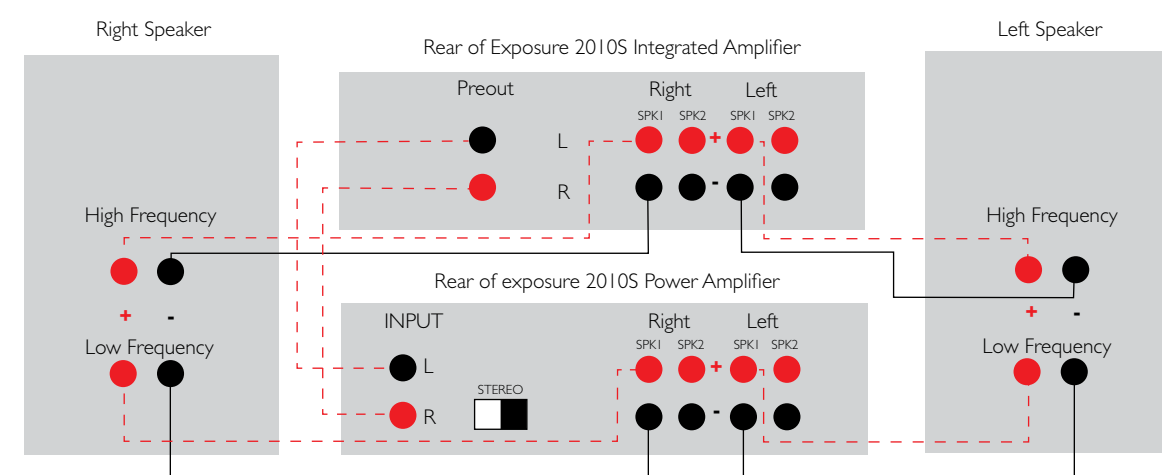 Right Speaker
Left Speaker
Rear of Exposure 2010S Integrated Amplifier
Preout
Right
Left
SPK1 SPK2 SPK1 SPK2
L
+
R
-
High Frequency
High Frequency
+ -
+ -
Low Frequency
Low Frequency
Rear of exposure 2010S Power Amplifier
INPUT
Right
Left
SPK1 SPK2 SPK1 SPK2
L
+
STEREO
R
-